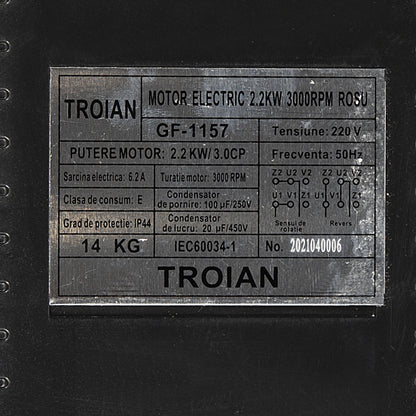 TROIAN
MOTOR ELECTRIC 2.2KW 3000RPM ROSU
GF-1157
Tensiune: 220V
PUTERE MOTOR: 2.2 KW/ 3.0CP
Frecventa: 50Hz
Sarcina electrica: 6.2 A
Turatie motor: 3000 RPM
Z2 U2 V2 Z2 U2 V2
Clasa de consum: E
Condensator
de pornire: 100 µF/250V
U1 V1 Z1 U1 V1 Z1
Grad de protectie: IP44
Condensator
de lucru: 20 µF/450V
Sensul de
rotatie
Revers
14 KG
IEC60034-1
No. 2021040006
TROIAN